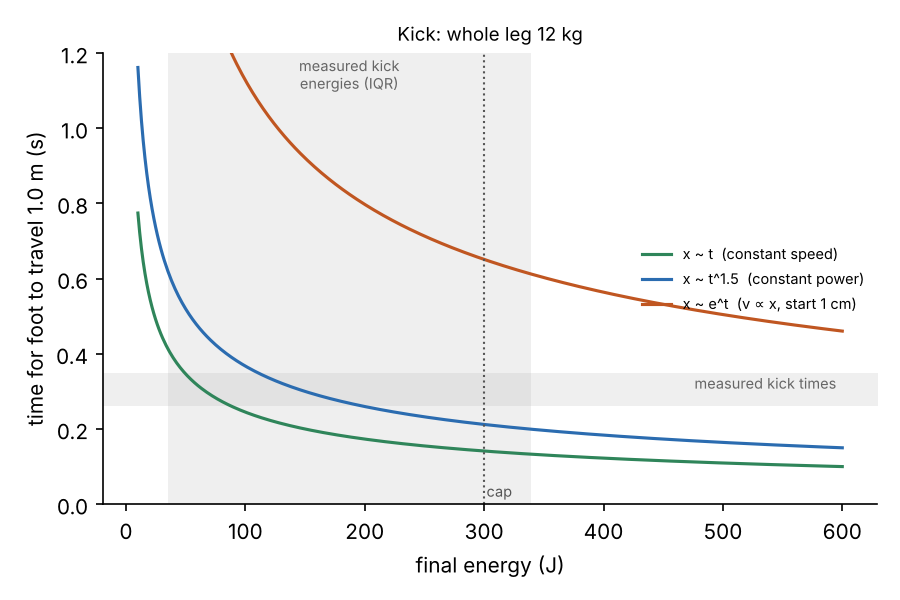 Kick: whole leg 12 kg
measured kick
energies (IQR)
time for foot to travel 1.0 m (s)
1.2
1.0
0.8
0.6
0.4
0.2
0.0
x ~ t  (constant speed)
x ~ t^1.5  (constant power)
x ~ e^t  (v ∝ x, start 1 cm)
measured kick times
cap
0
100
200
300
400
500
600
final energy (J)